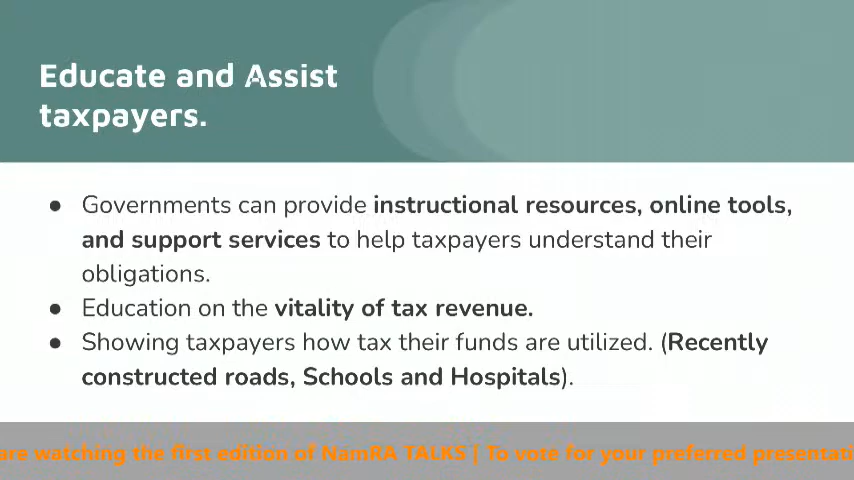 Educate and Assist
taxpayers.
● Governments can provide instructional resources, online tools,
and support services to help taxpayers understand their
obligations.
● Education on the vitality of tax revenue.
● Showing taxpayers how tax their funds are utilized. (Recently
constructed roads, Schools and Hospitals).
are watching the first edition of NamRA TALKS | To vote for your preferred presentati